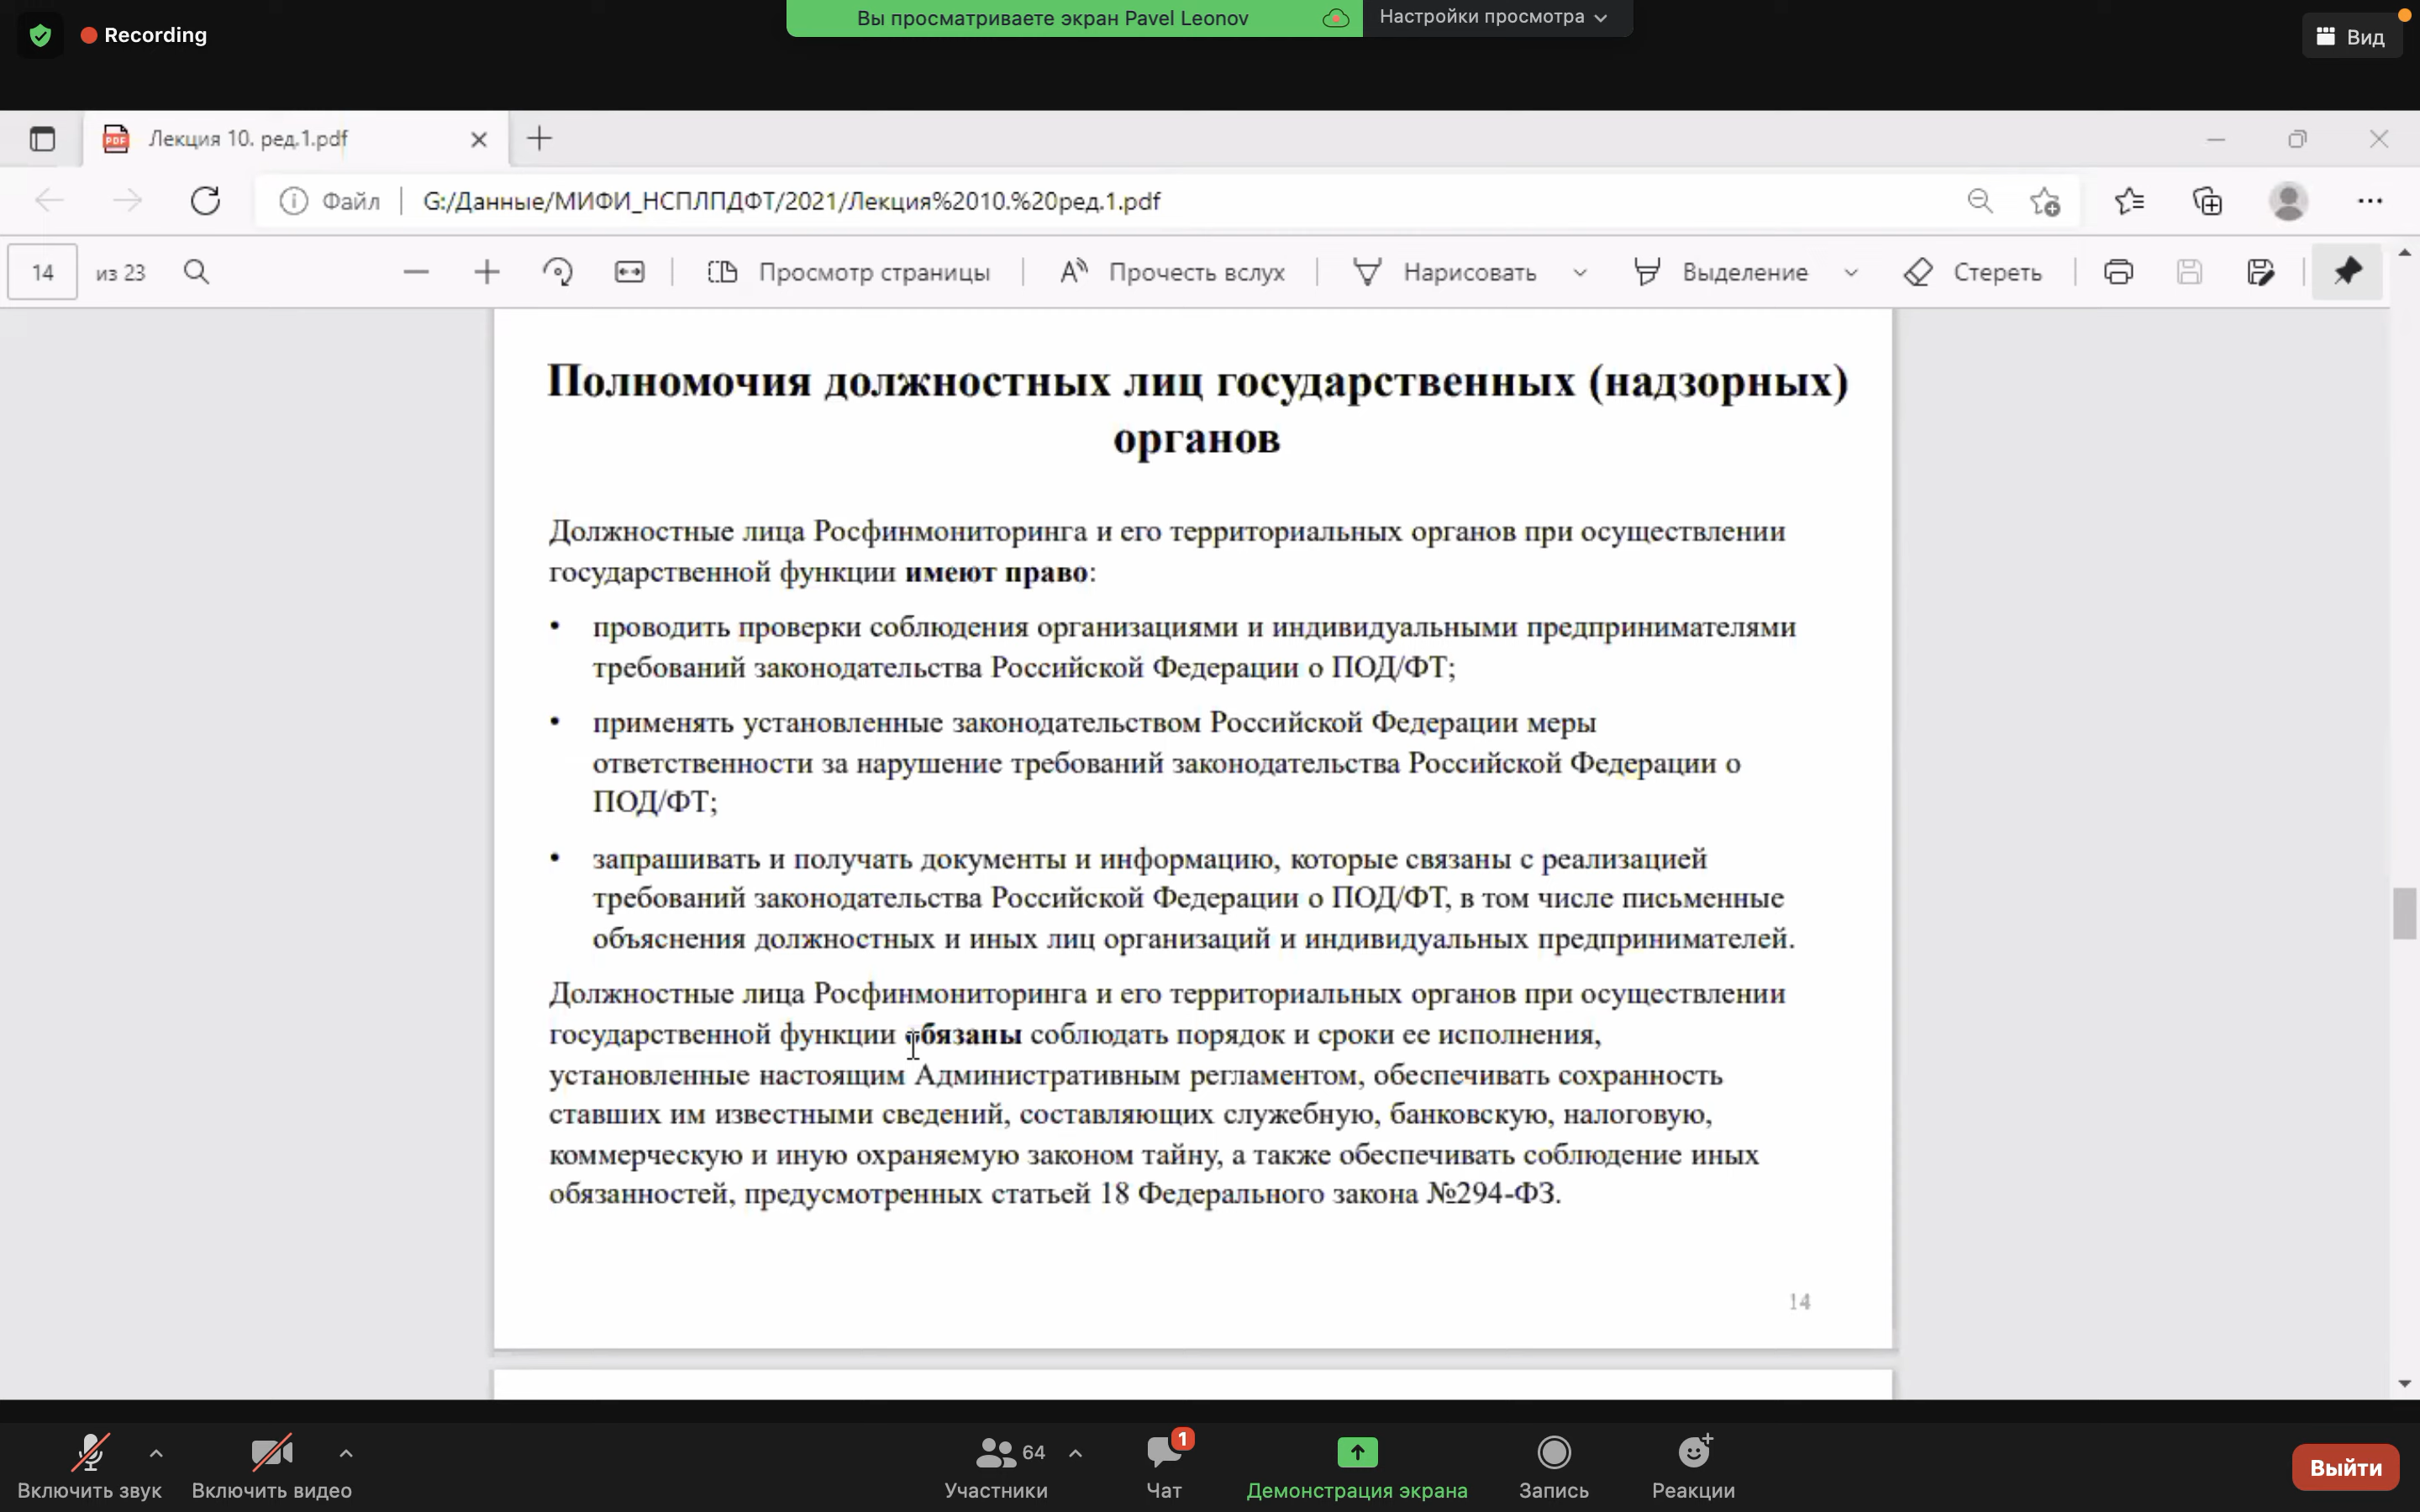 Recording
Вы просматриваете экран Pavel Leonov
Настройки просмотра
Вид
Лекция 10. ред.1.pdf
Файл
G:/Данные/МИФИ_НСПЛПДФТ/2021/Лекция%2010.%20ред.1.pdf
14 из 23
Просмотр страницы
Прочесть вслух
Нарисовать
Выделение
Стереть
Полномочия должностных лиц государственных (надзорных)
органов
Должностные лица Росфинмониторинга и его территориальных органов при осуществлении
государственной функции имеют право:
• проводить проверки соблюдения организациями и индивидуальными предпринимателями
требований законодательства Российской Федерации о ПОД/ФТ;
• применять установленные законодательством Российской Федерации меры
ответственности за нарушение требований законодательства Российской Федерации о
ПОД/ФТ;
• запрашивать и получать документы и информацию, которые связаны с реализацией
требований законодательства Российской Федерации о ПОД/ФТ, в том числе письменные
объяснения должностных и иных лиц организаций и индивидуальных предпринимателей.
Должностные лица Росфинмониторинга и его территориальных органов при осуществлении
государственной функции обязаны соблюдать порядок и сроки ее исполнения,
установленные настоящим Административным регламентом, обеспечивать сохранность
ставших им известными сведений, составляющих служебную, банковскую, налоговую,
коммерческую и иную охраняемую законом тайну, а также обеспечивать соблюдение иных
обязанностей, предусмотренных статьей 18 Федерального закона №294-ФЗ.
14
Включить звук
Включить видео
64
Участники
1
Чат
Демонстрация экрана
Запись
Реакции
Выйти